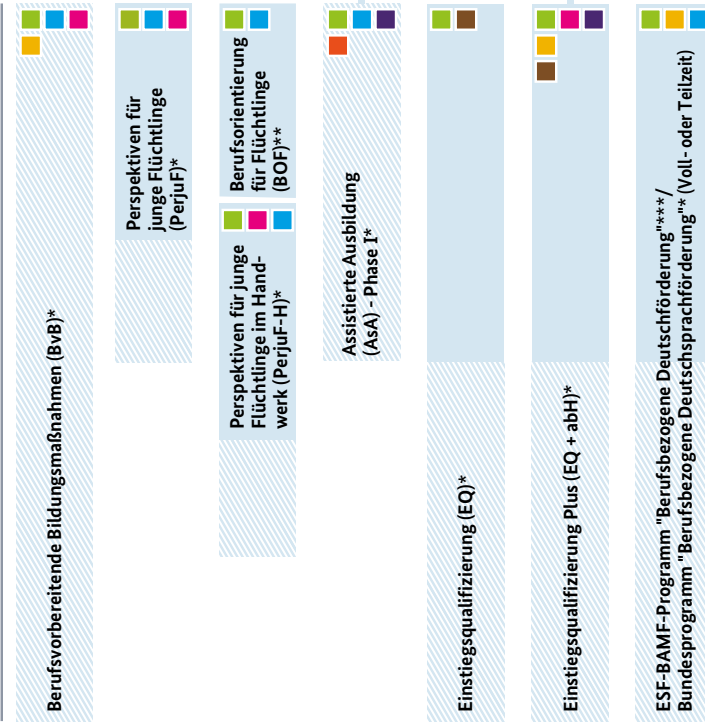 Berufsvorbereitende Bildungsmaßnahmen (BvB)*
Perspektiven für
junge Flüchtlinge
(PerjuF)*
Berufsorientierung
für Flüchtlinge
(BOF)**
Perspektiven für junge
Flüchtlinge im Hand-
werk (PerjuF-H)*
Assistierte Ausbildung
(AsA) - Phase I*
Einstiegsqualifizierung (EQ)*
Einstiegsqualifizierung Plus (EQ + abH)*
ESF-BAMF-Programm "Berufsbezogene Deutschförderung"***/
Bundesprogramm "Berufsbezogene Deutschsprachförderung"* (Voll- oder Teilzeit)